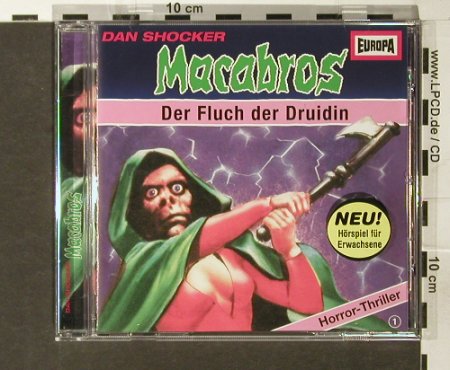 10 cm
DAN SHOCKER
EUROPA
Macabros
Der Fluch der Druidin
Macabros
NEU!
Hörspiel für
Erwachsene
Horror-Thriller
1
www.LPCD.de / CD
10 cm